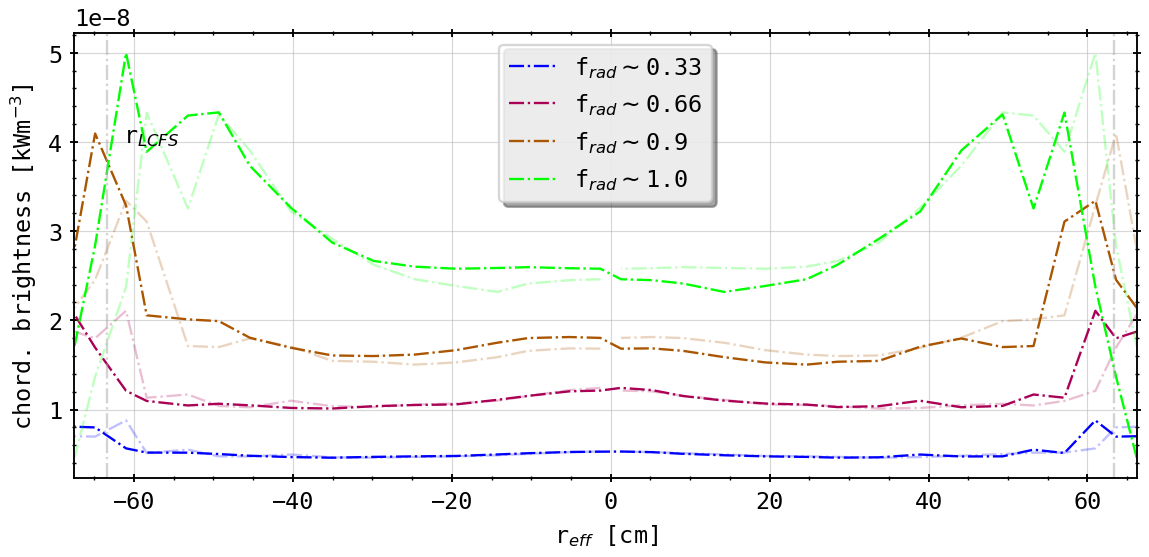 1e−8
5
4
3
2
1
chord. brightness [kWm⁻³]
r_LCFS
f_rad ~ 0.33
f_rad ~ 0.66
f_rad ~ 0.9
f_rad ~ 1.0
−60 −40 −20 0 20 40 60
r_eff [cm]